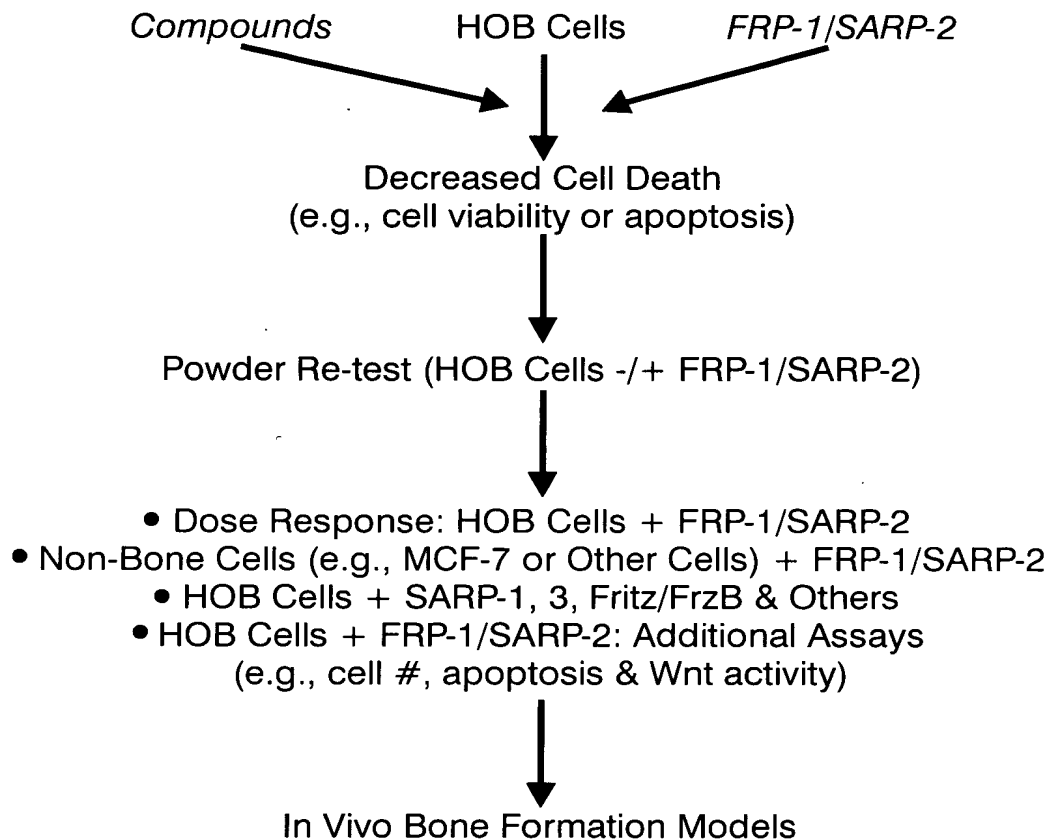 Compounds HOB Cells FRP-1/SARP-2
Decreased Cell Death
(e.g., cell viability or apoptosis)
Powder Re-test (HOB Cells -/+ FRP-1/SARP-2)
• Dose Response: HOB Cells + FRP-1/SARP-2
• Non-Bone Cells (e.g., MCF-7 or Other Cells) + FRP-1/SARP-2
• HOB Cells + SARP-1, 3, Fritz/FrzB & Others
• HOB Cells + FRP-1/SARP-2: Additional Assays
(e.g., cell #, apoptosis & Wnt activity)
In Vivo Bone Formation Models